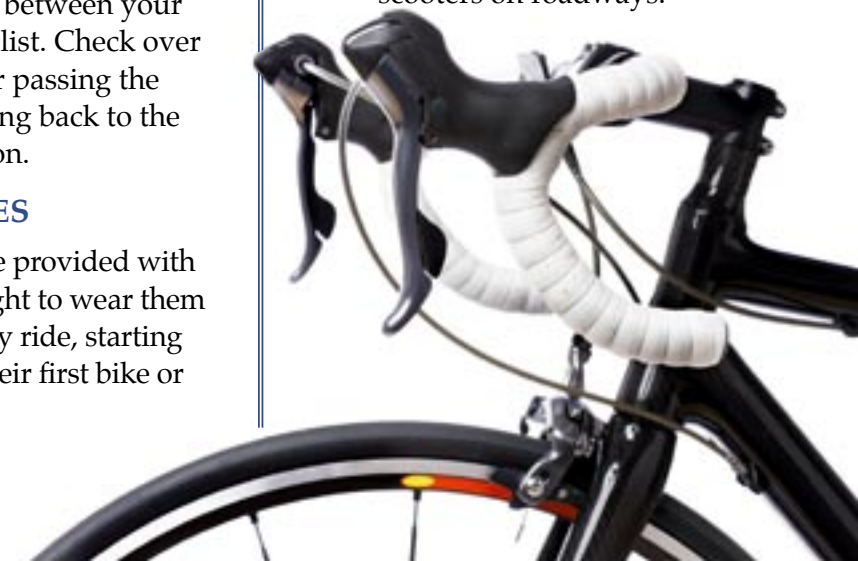 between your
list. Check over
r passing the
ng back to the
on.
ES
e provided with
ght to wear them
y ride, starting
eir first bike or
scooters on roadways.